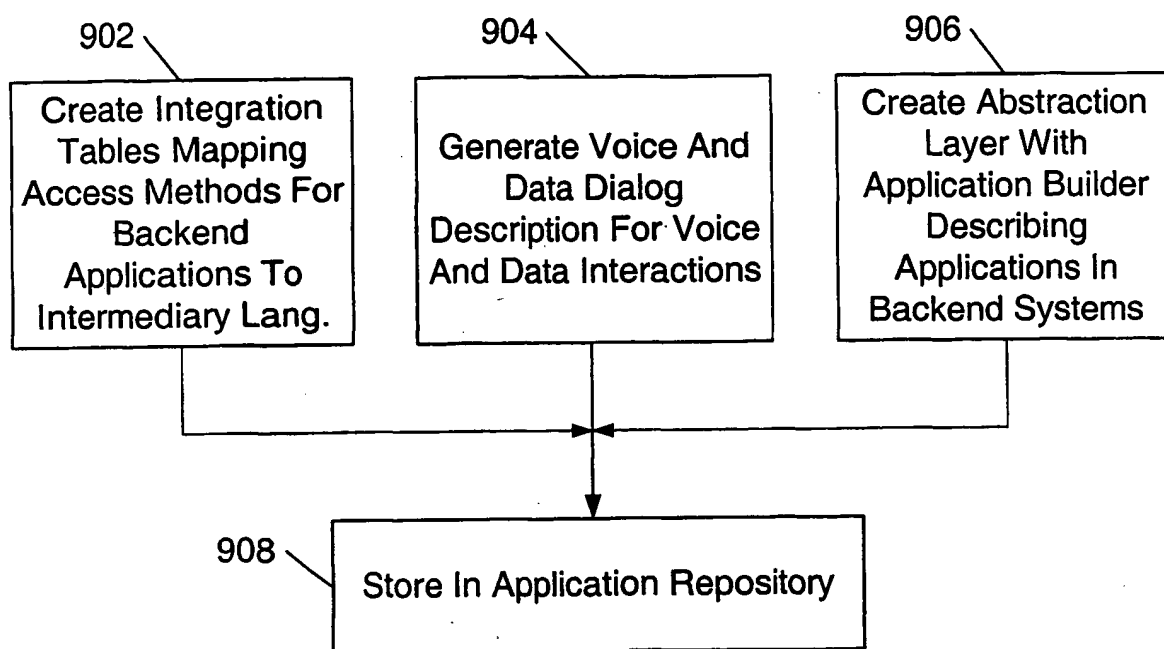 902
Create Integration
Tables Mapping
Access Methods For
Backend
Applications To
Intermediary Lang.
904
Generate Voice And
Data Dialog
Description For Voice
And Data Interactions
906
Create Abstraction
Layer With
Application Builder
Describing
Applications In
Backend Systems
908
Store In Application Repository